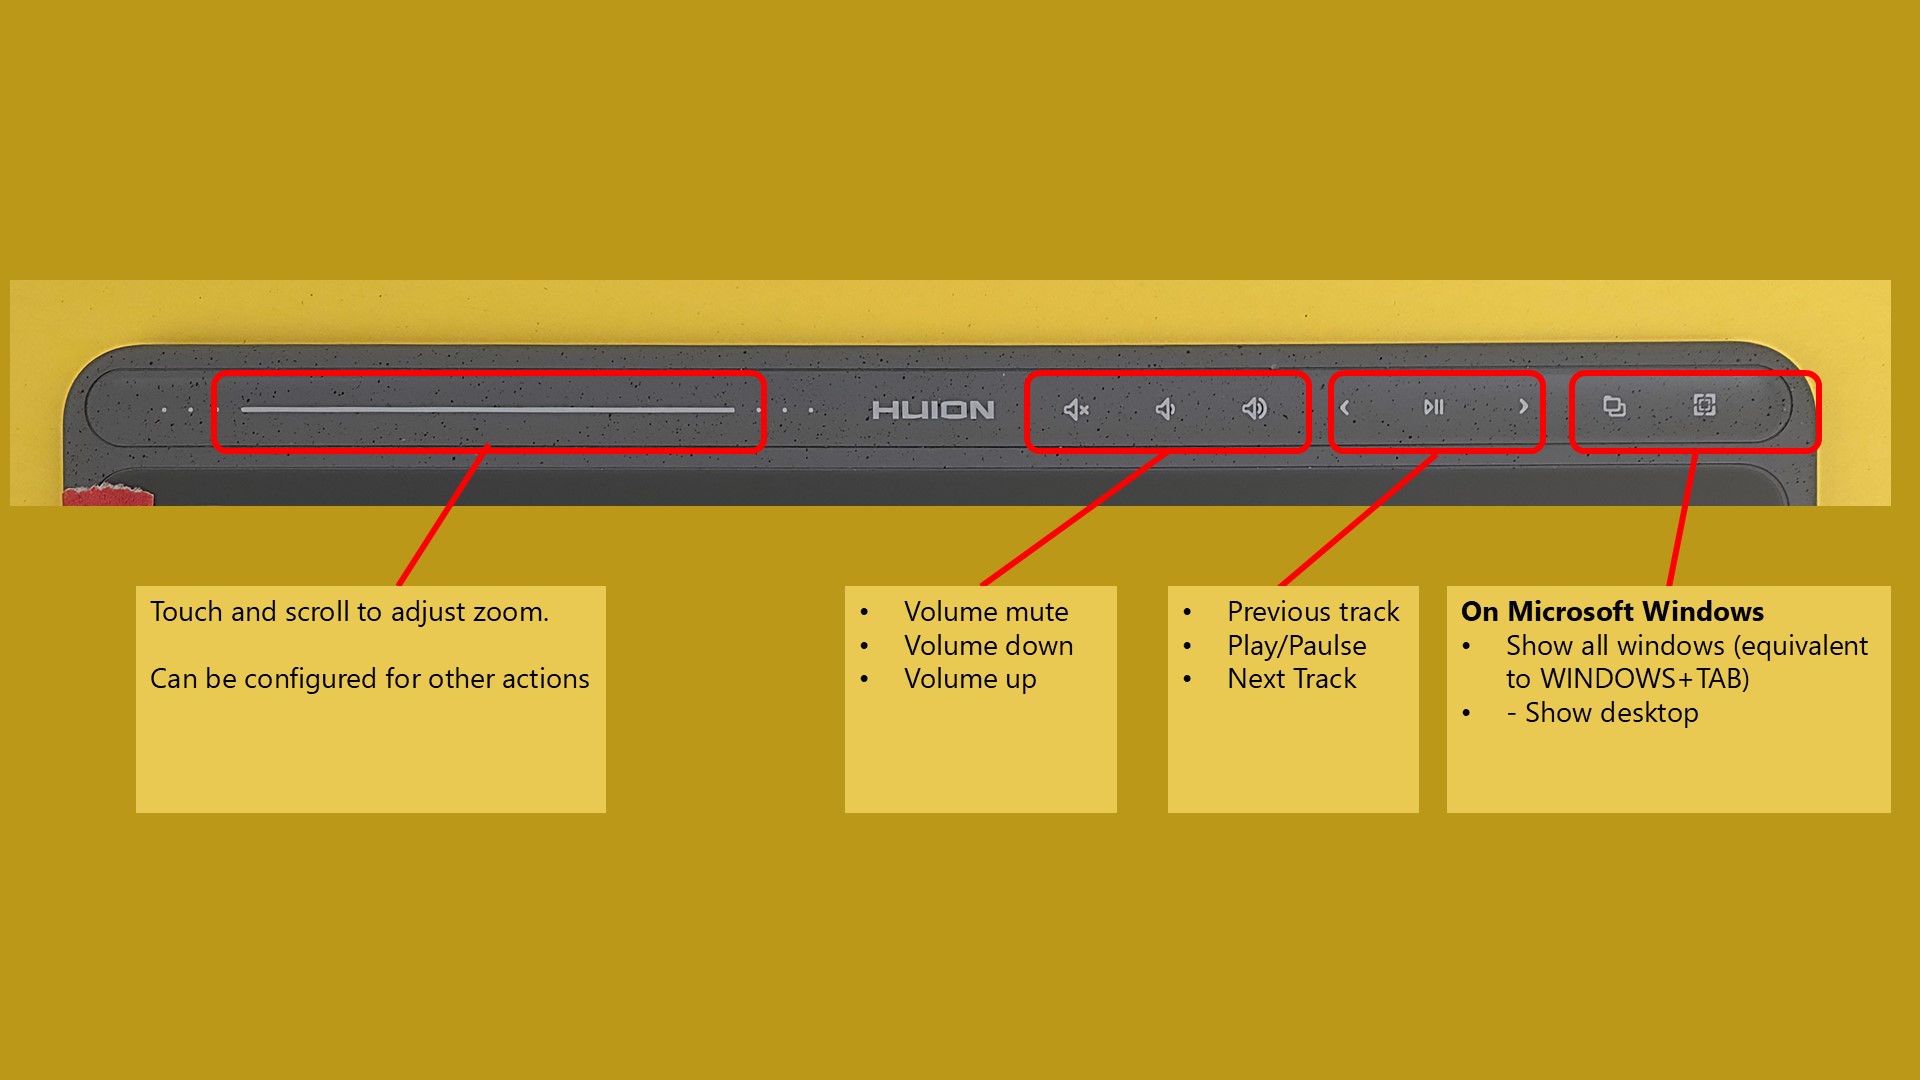 HUION
Touch and scroll to adjust zoom.
Can be configured for other actions
• Volume mute
• Volume down
• Volume up
• Previous track
• Play/Paulse
• Next Track
On Microsoft Windows
• Show all windows (equivalent
to WINDOWS+TAB)
• - Show desktop